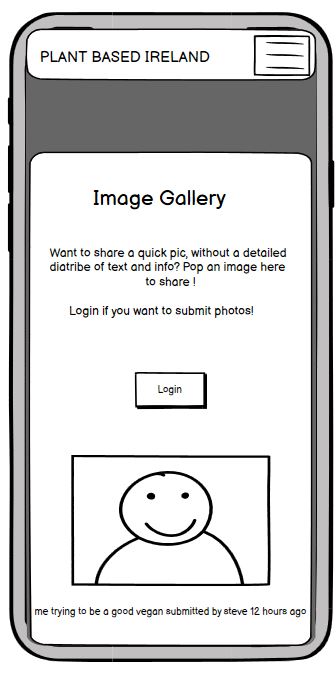 PLANT BASED IRELAND
Image Gallery
Want to share a quick pic, without a detailed
diatribe of text and info? Pop an image here
to share !
Login if you want to submit photos!
Login
me trying to be a good vegan submitted by steve 12 hours ago